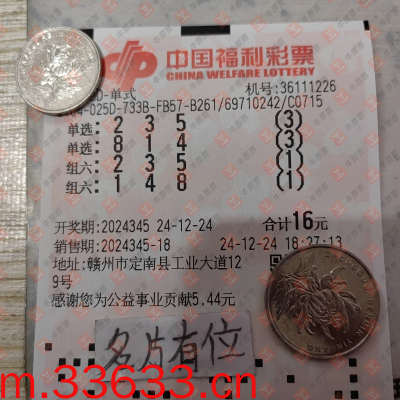 中国福利彩票
CHINA WELFARE LOTTERY
D-单式 机号:36111226
-025D-733B-FB57-B261/69710242/C0715
单选: 2 3 5 (3)
单选: 8 1 4 (3)
组六: 2 3 5 (1)
组六: 1 4 8 (1)
开奖期:2024345 24-12-24 合计16元
销售期:2024345-18 24-12-24 18:27:13
地址:赣州市定南县工业大道12
9号
感谢您为公益事业贡献5.44元
名片有位
m.33633.cn